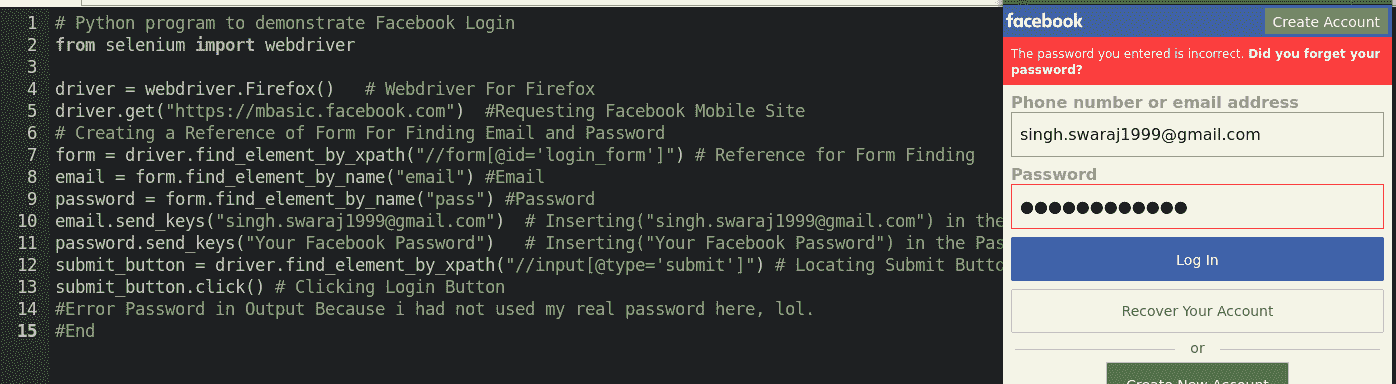 1 # Python program to demonstrate Facebook Login
2 from selenium import webdriver
3
4 driver = webdriver.Firefox()   # Webdriver For Firefox
5 driver.get("https://mbasic.facebook.com")  #Requesting Facebook Mobile Site
6 # Creating a Reference of Form For Finding Email and Password
7 form = driver.find_element_by_xpath("//form[@id='login_form']") # Reference for Form Finding
8 email = form.find_element_by_name("email") #Email
9 password = form.find_element_by_name("pass") #Password
10 email.send_keys("singh.swaraj1999@gmail.com")  # Inserting("singh.swaraj1999@gmail.com") in the
11 password.send_keys("Your Facebook Password")   # Inserting("Your Facebook Password") in the Pas
12 submit_button = driver.find_element_by_xpath("//input[@type='submit']") # Locating Submit Butto
13 submit_button.click() # Clicking Login Button
14 #Error Password in Output Because i had not used my real password here, lol.
15 #End
facebook
Create Account
The password you entered is incorrect. Did you forget your
password?
Phone number or email address
singh.swaraj1999@gmail.com
Password
●●●●●●●●●●●●
Log In
Recover Your Account
or
Create New Account